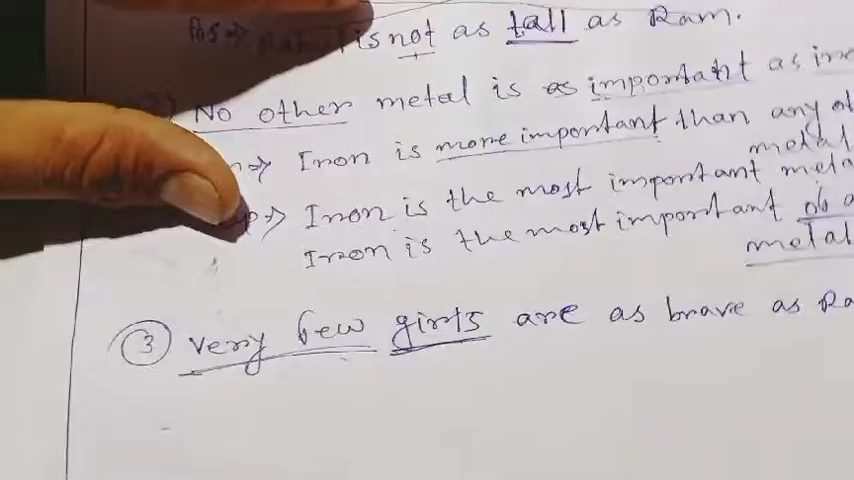 Pos→ is not as tall as Ram.
No other metal is as important as
Iron is more important than any
metal
Iron is the most important
Iron is the most important of
metal
③ very few girls are as brave as